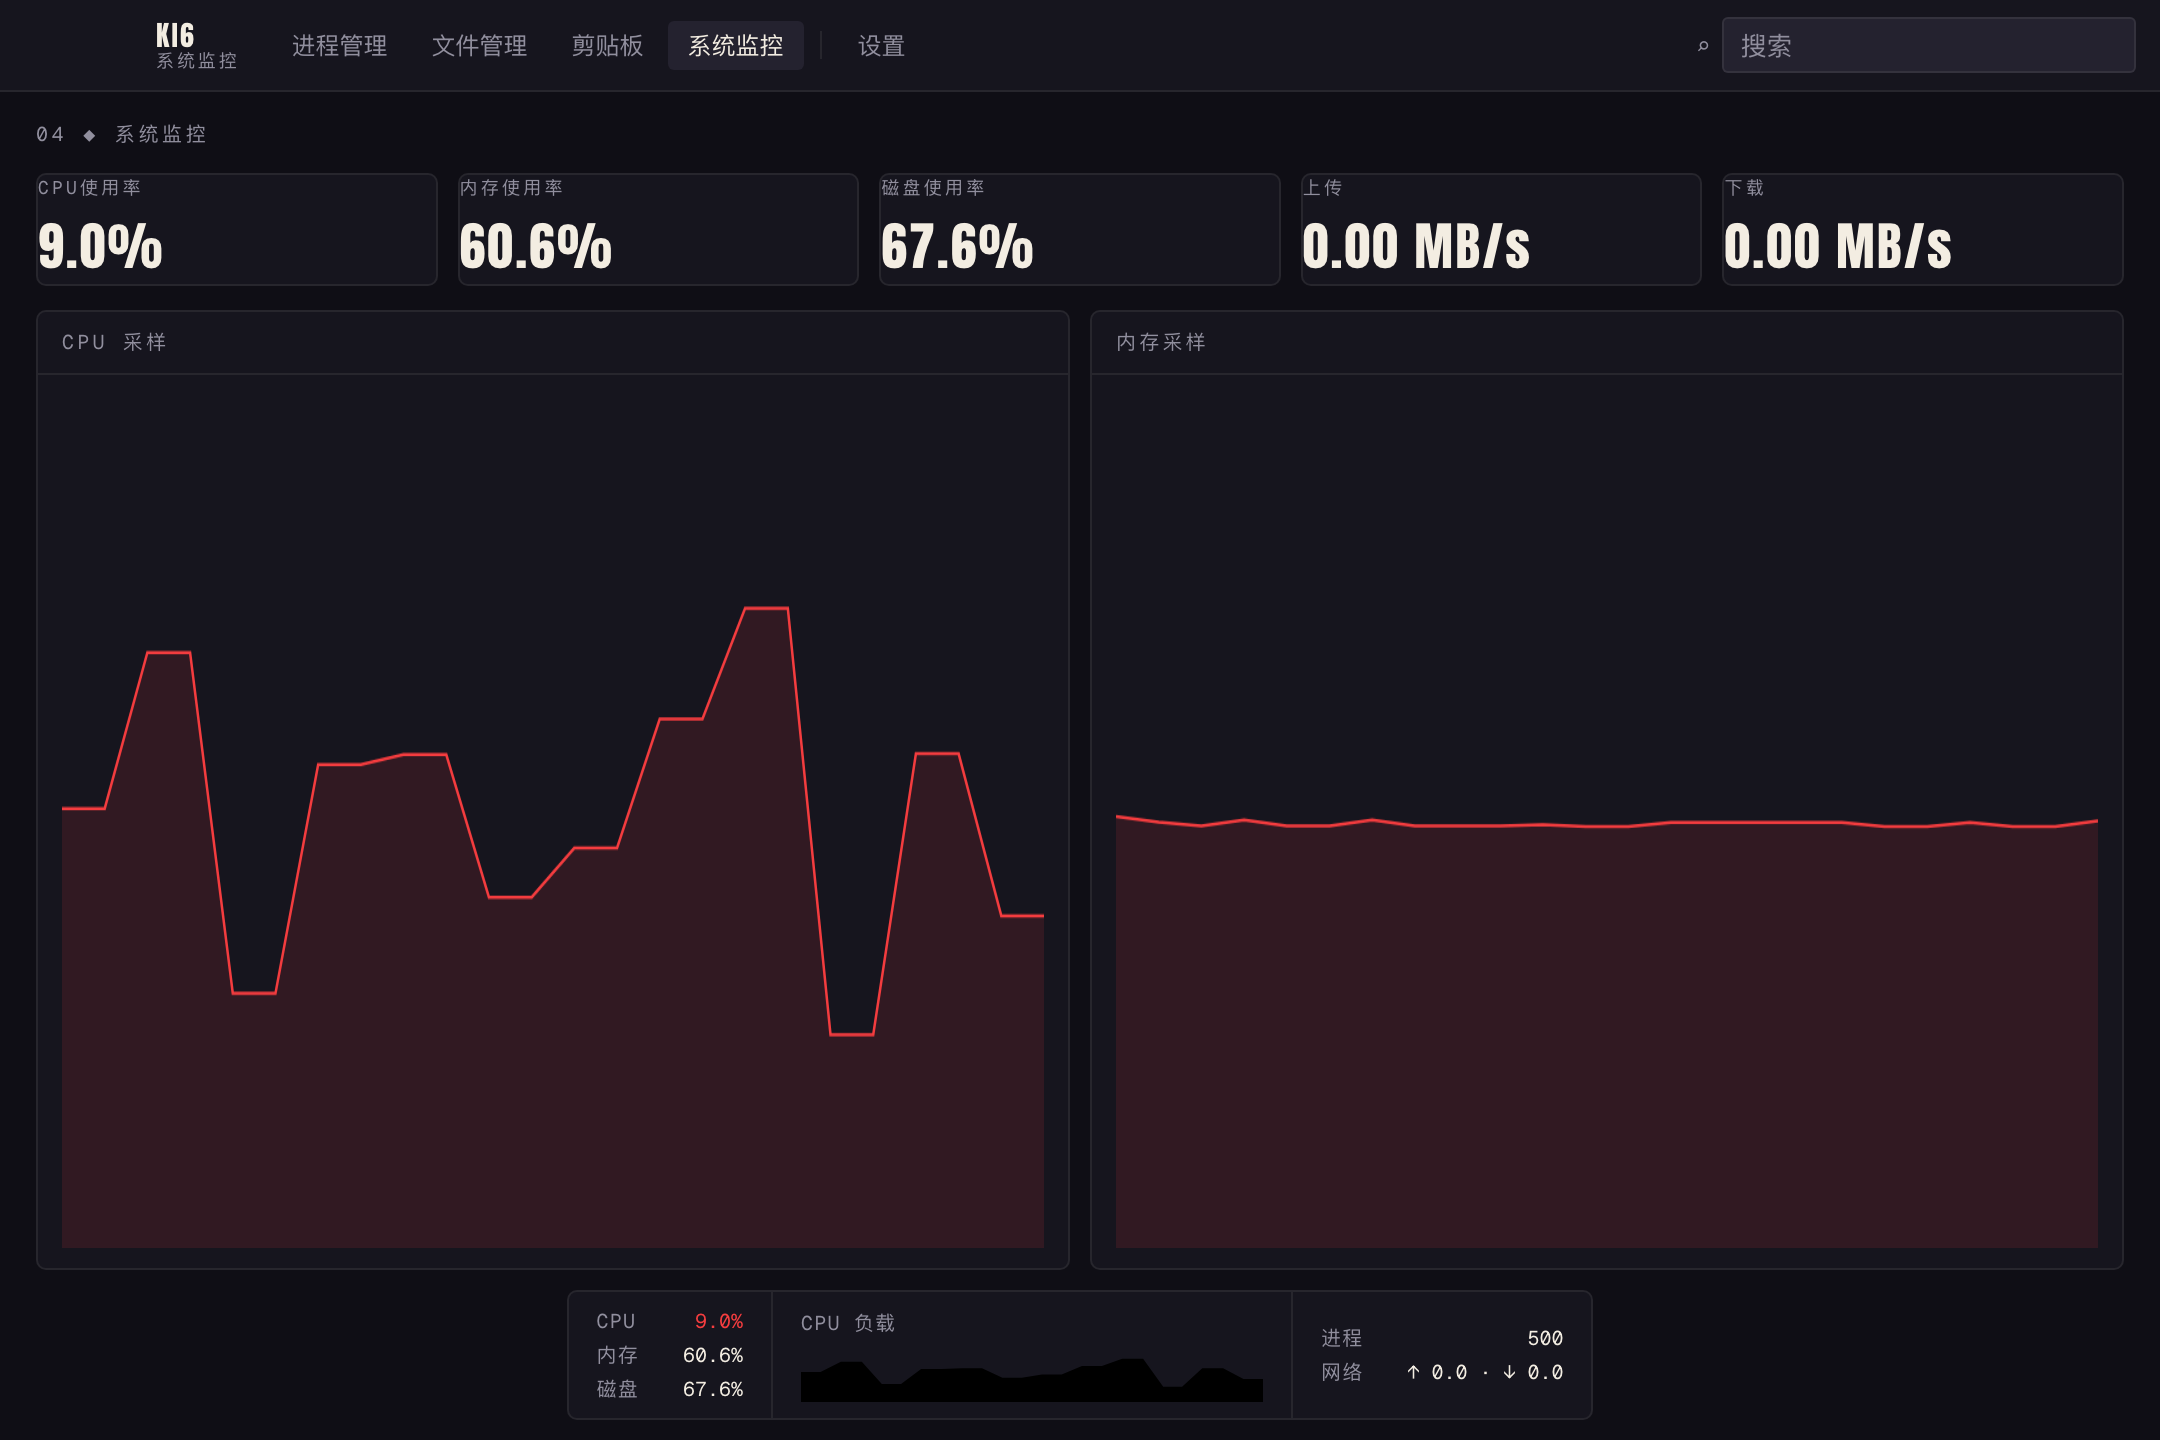 KI6
系统监控
进程管理 文件管理 剪贴板 系统监控 设置
搜索
04 ◆ 系统监控
CPU使用率 内存使用率 磁盘使用率 上传 下载
9.0% 60.6% 67.6% 0.00 MB/s 0.00 MB/s
CPU 采样 内存采样
CPU 9.0%
内存 60.6%
磁盘 67.6%
CPU 负载
进程 500
网络 ↑ 0.0 · ↓ 0.0